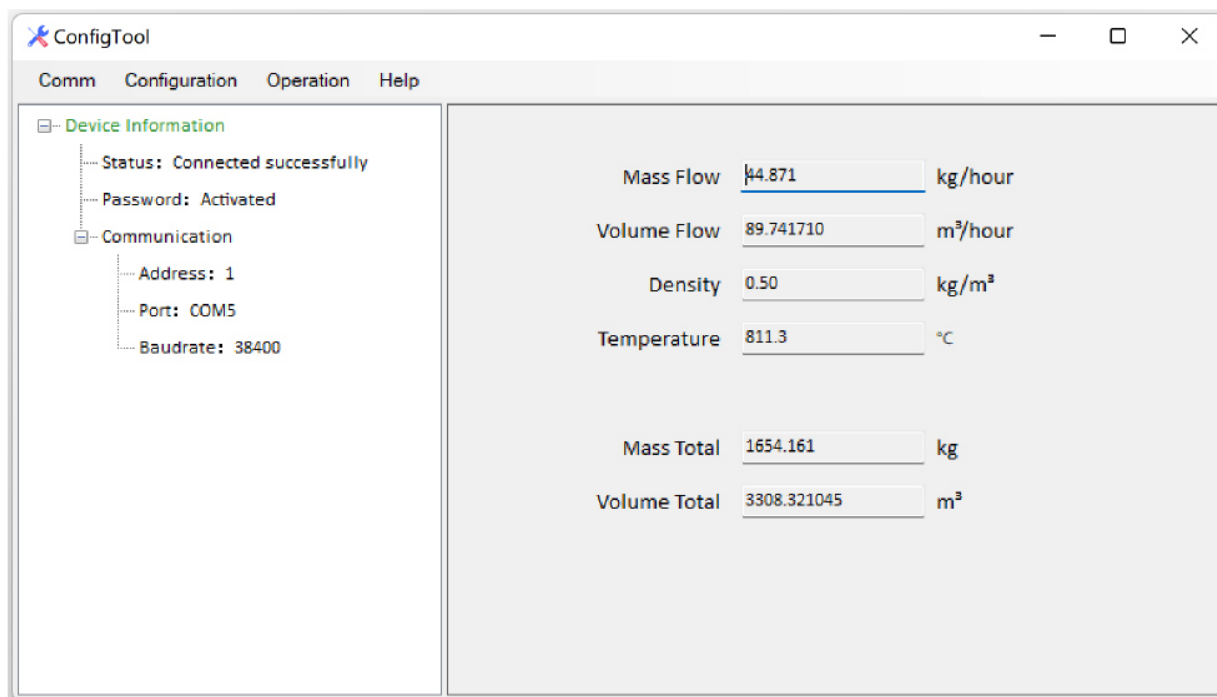 ConfigTool
Comm Configuration Operation Help
Device Information
Status: Connected successfully
Password: Activated
Communication
Address: 1
Port: COM5
Baudrate: 38400
Mass Flow 44.871 kg/hour
Volume Flow 89.741710 m³/hour
Density 0.50 kg/m³
Temperature 811.3 °C
Mass Total 1654.161 kg
Volume Total 3308.321045 m³